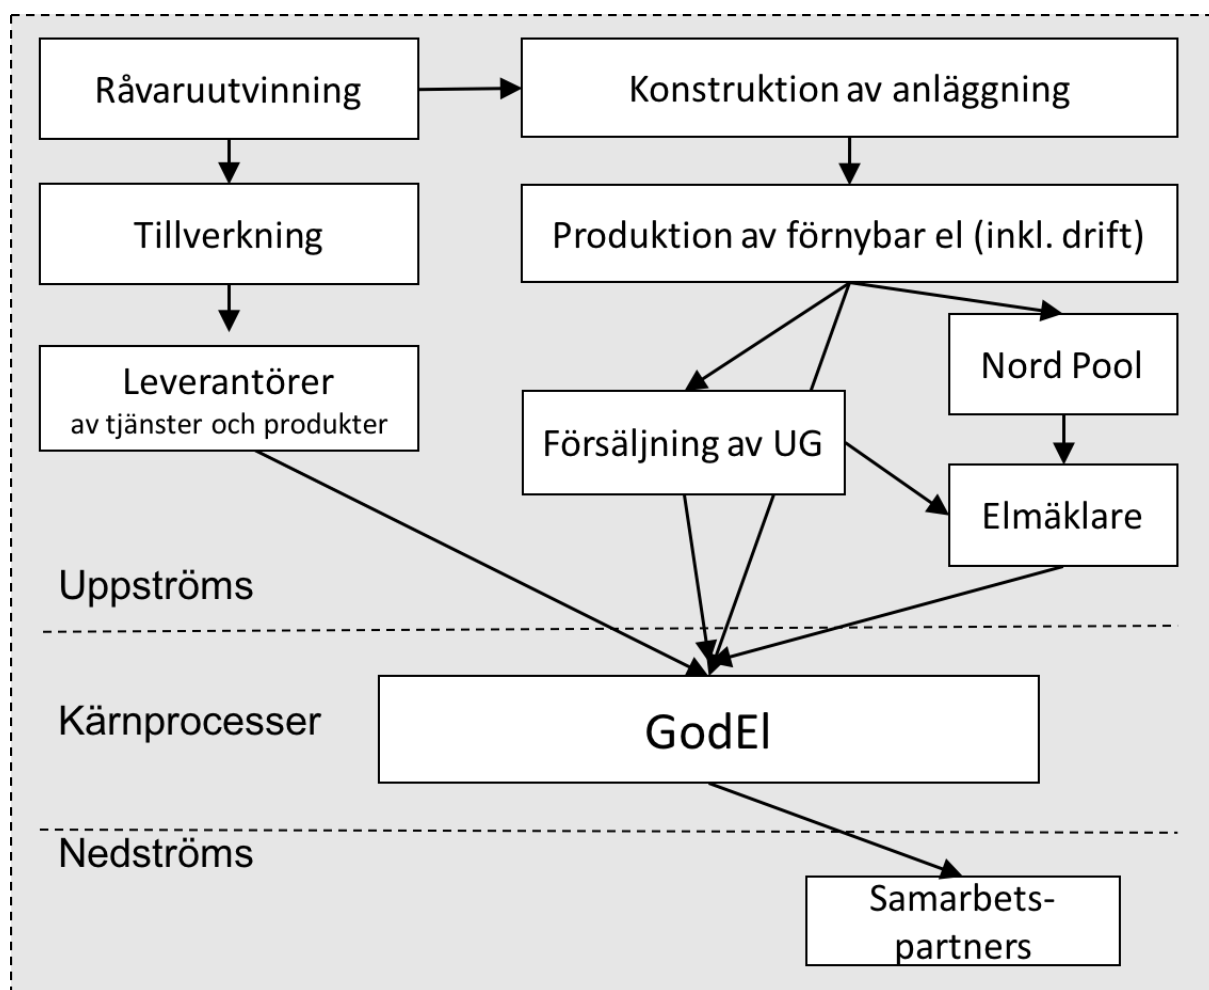 Råvaruutvinning
Konstruktion av anläggning
Tillverkning
Produktion av förnybar el (inkl. drift)
Leverantörer
av tjänster och produkter
Nord Pool
Försäljning av UG
Elmäklare
Uppströms
Kärnprocesser
GodEl
Nedströms
Samarbets-
partners